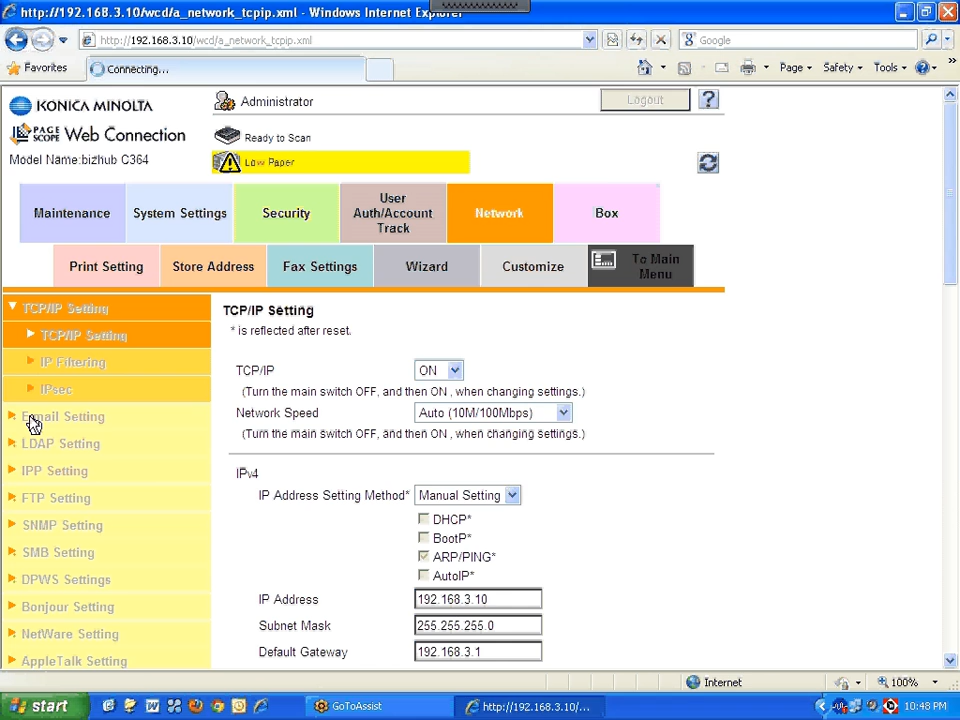 http://192.168.3.10/wcd/a_network_tcpip.xml - Windows Internet Explorer
http://192.168.3.10/wcd/a_network_tcpip.xml
Google
Favorites
Connecting...
Page
Safety
Tools
KONICA MINOLTA
Administrator
Logout
?
PAGE SCOPE Web Connection
Ready to Scan
Model Name:bizhub C364
Low Paper
Maintenance
System Settings
Security
User Auth/Account Track
Network
Box
Print Setting
Store Address
Fax Settings
Wizard
Customize
To Main Menu
TCP/IP Setting
TCP/IP Setting
IP Filtering
IPsec
E-mail Setting
LDAP Setting
IPP Setting
FTP Setting
SNMP Setting
SMB Setting
DPWS Settings
Bonjour Setting
NetWare Setting
AppleTalk Setting
TCP/IP Setting
* is reflected after reset.
TCP/IP ON
(Turn the main switch OFF, and then ON , when changing settings.)
Network Speed Auto (10M/100Mbps)
(Turn the main switch OFF, and then ON , when changing settings.)
IPv4
IP Address Setting Method* Manual Setting
DHCP*
BootP*
ARP/PING*
AutoIP*
IP Address 192.168.3.10
Subnet Mask 255.255.255.0
Default Gateway 192.168.3.1
Internet
100%
start
GoToAssist
http://192.168.3.10/...
10:48 PM